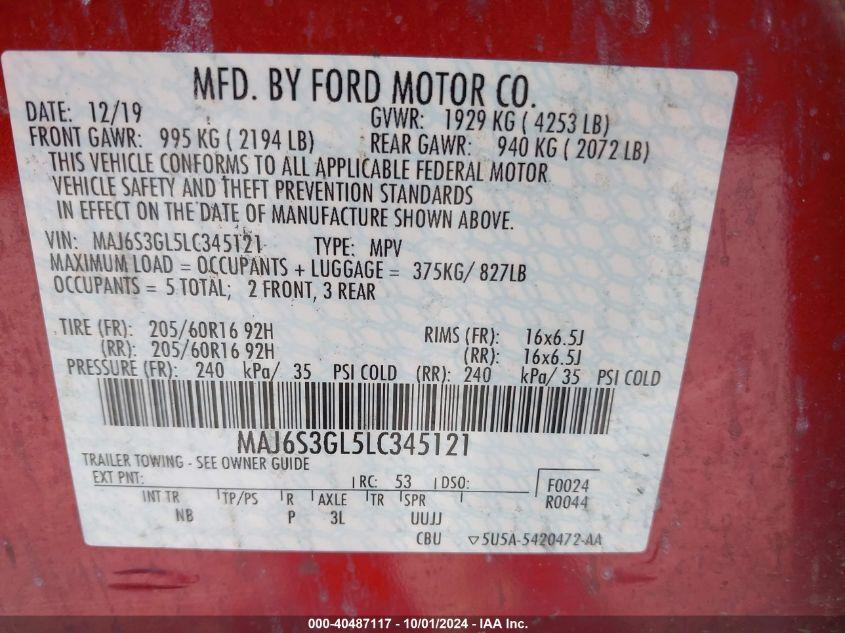 MFD. BY FORD MOTOR CO.
DATE: 12/19 GVWR: 1929 KG ( 4253 LB)
FRONT GAWR: 995 KG ( 2194 LB) REAR GAWR: 940 KG ( 2072 LB)
THIS VEHICLE CONFORMS TO ALL APPLICABLE FEDERAL MOTOR
VEHICLE SAFETY AND THEFT PREVENTION STANDARDS
IN EFFECT ON THE DATE OF MANUFACTURE SHOWN ABOVE.
VIN: MAJ6S3GL5LC345121 TYPE: MPV
MAXIMUM LOAD = OCCUPANTS + LUGGAGE = 375KG/ 827LB
OCCUPANTS = 5 TOTAL; 2 FRONT, 3 REAR
TIRE (FR): 205/60R16 92H RIMS (FR): 16x6.5J
(RR): 205/60R16 92H (RR): 16x6.5J
PRESSURE (FR): 240 kPa/ 35 PSI COLD (RR): 240 kPa/ 35 PSI COLD
MAJ6S3GL5LC345121
TRAILER TOWING - SEE OWNER GUIDE
EXT PNT: RC: 53 DSO: F0024
R0044
INT TR TP/PS R AXLE TR SPR
NB P 3L UUJJ
CBU ▽5U5A-5420472-AA
000-40487117 - 10/01/2024 - IAA Inc.